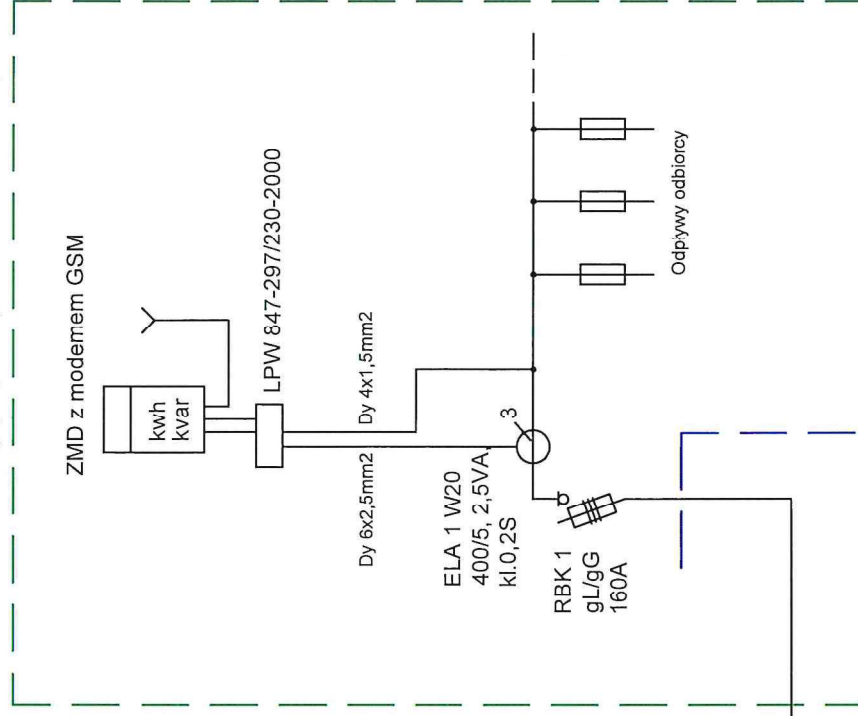 ZMD z modemem GSM
kwh
kvar
LPW 847-297/230-2000
Dy 4x1,5mm2
Dy 6x2,5mm2
3
ELA 1 W20
400/5, 2,5VA,
kl.0,2S
RBK 1
gL/gG
160A
Odpływy odbiorcy